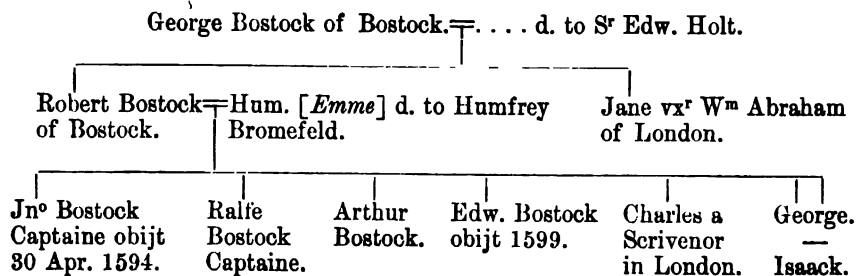 George Bostock of Bostock. . . . . d. to Sʳ Edw. Holt.
Robert Bostock
of Bostock.
Hum. [Emme] d. to Humfrey
Bromefeld.
Jane vxʳ Wᵐ Abraham
of London.
Jnᵒ Bostock
Captaine obijt
30 Apr. 1594.
Ralfe
Bostock
Captaine.
Arthur
Bostock.
Edw. Bostock
obijt 1599.
Charles a
Scrivenor
in London.
George.
—
Isaack.